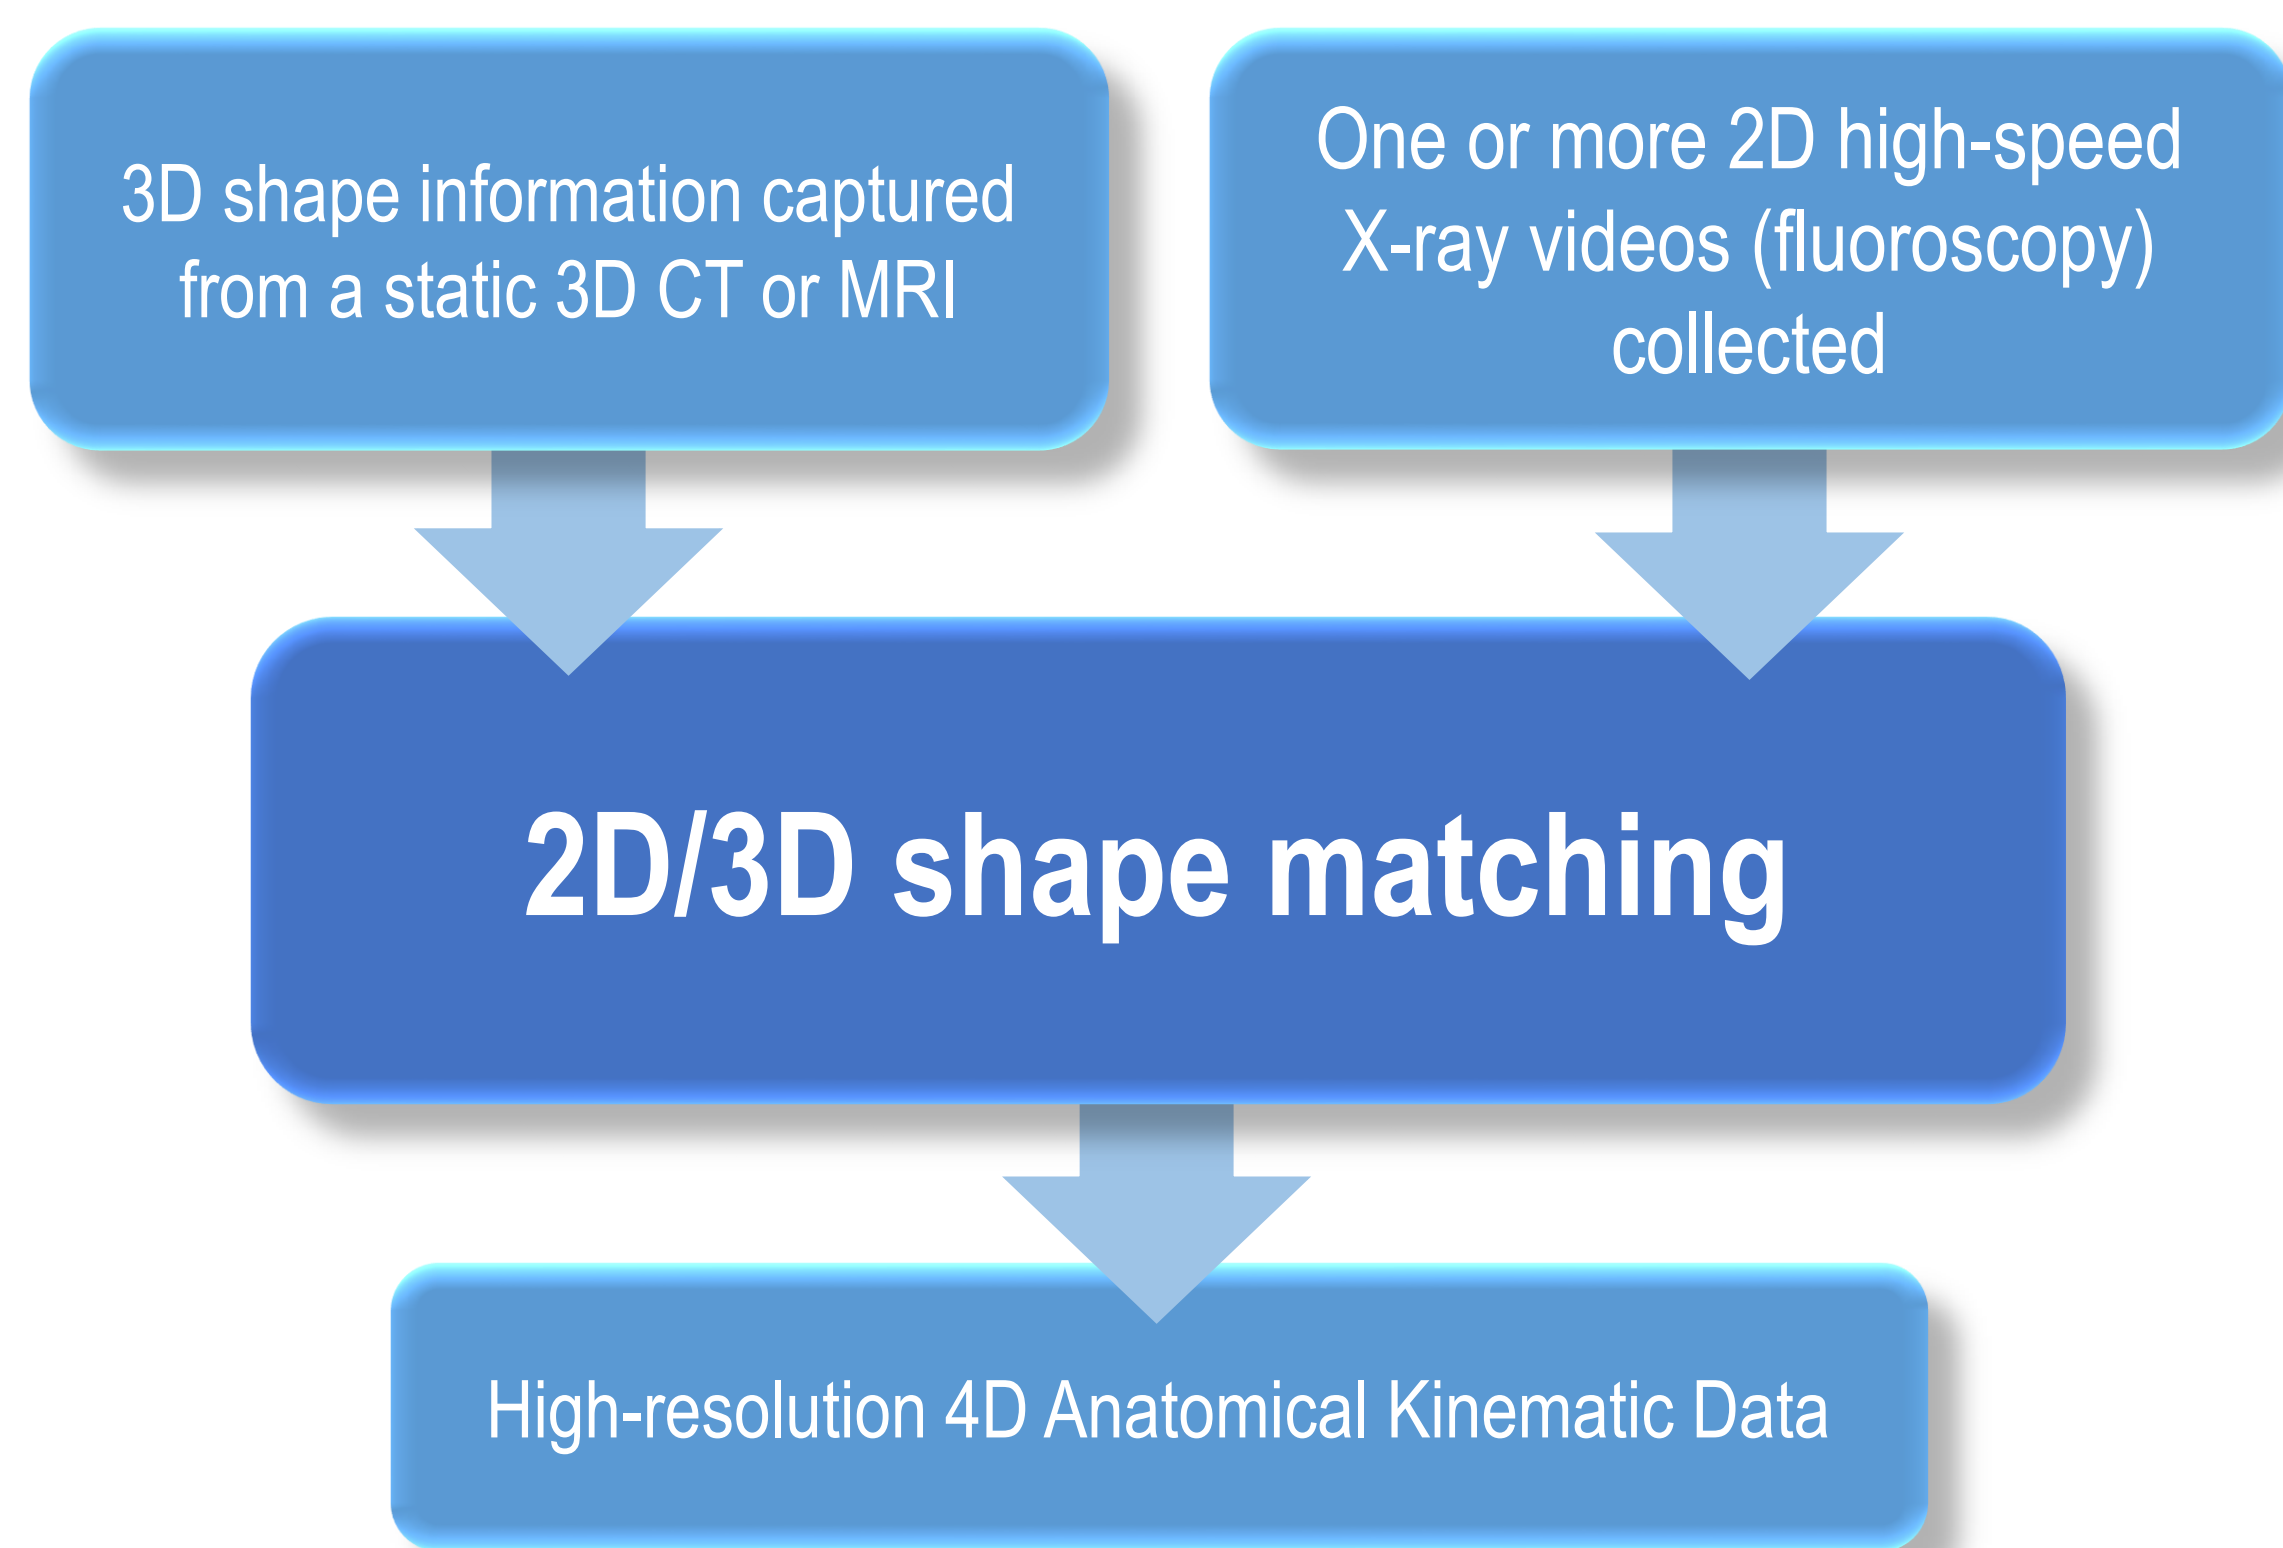 3D shape information captured
from a static 3D CT or MRI
One or more 2D high-speed
X-ray videos (fluoroscopy)
collected
2D/3D shape matching
High-resolution 4D Anatomical Kinematic Data